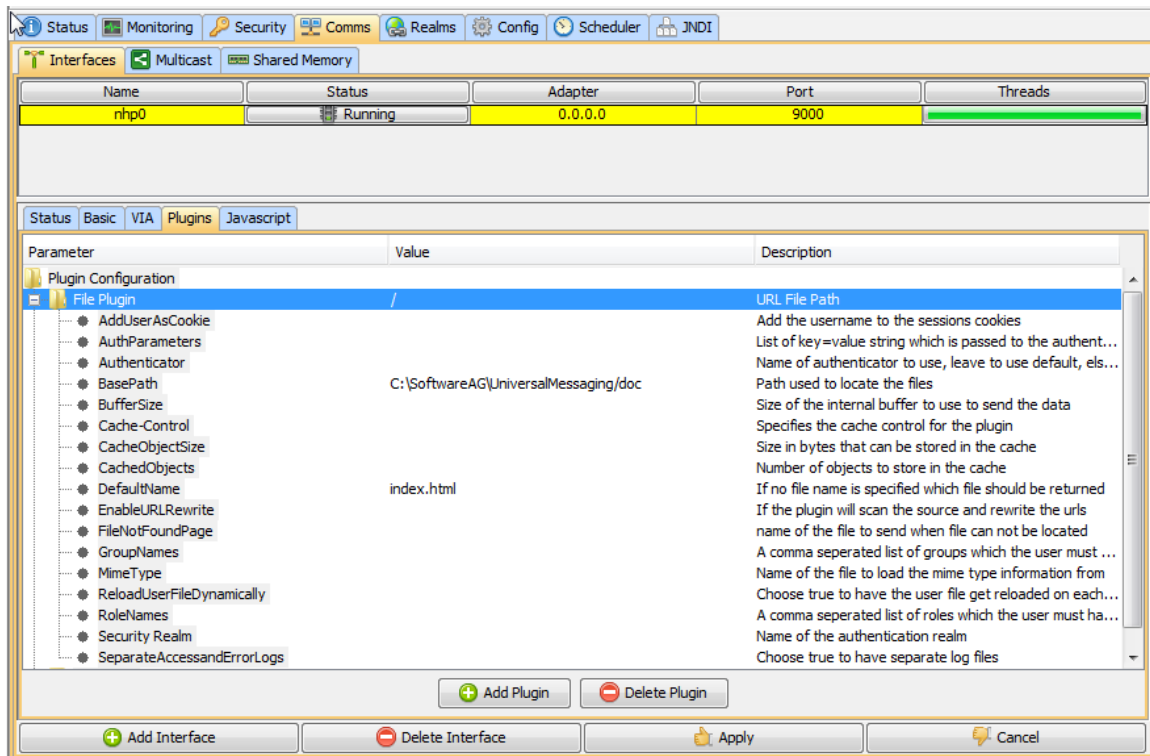 Status Monitoring Security Comms Realms Config Scheduler JNDI
Interfaces Multicast Shared Memory
Name Status Adapter Port Threads
nhp0 Running 0.0.0.0 9000
Status Basic VIA Plugins Javascript
Parameter Value Description
Plugin Configuration
File Plugin / URL File Path
AddUserAsCookie Add the username to the sessions cookies
AuthParameters List of key=value string which is passed to the authent...
Authenticator Name of authenticator to use, leave to use default, els...
BasePath C:\SoftwareAG\UniversalMessaging/doc Path used to locate the files
BufferSize Size of the internal buffer to use to send the data
Cache-Control Specifies the cache control for the plugin
CacheObjectSize Size in bytes that can be stored in the cache
CachedObjects Number of objects to store in the cache
DefaultName index.html If no file name is specified which file should be returned
EnableURLRewrite If the plugin will scan the source and rewrite the urls
FileNotFoundPage name of the file to send when file can not be located
GroupNames A comma seperated list of groups which the user must ...
MimeType Name of the file to load the mime type information from
ReloadUserFileDynamically Choose true to have the user file get reloaded on each...
RoleNames A comma seperated list of roles which the user must ha...
Security Realm Name of the authentication realm
SeparateAccessandErrorLogs Choose true to have separate log files
Add Plugin Delete Plugin
Add Interface Delete Interface Apply Cancel